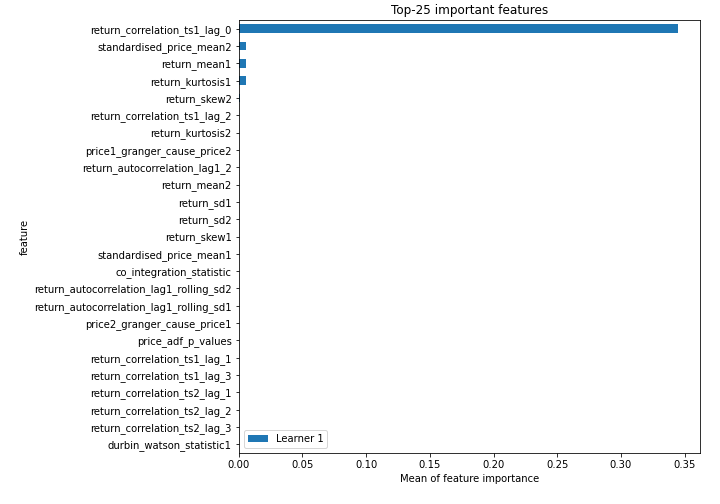 Top-25 important features
return_correlation_ts1_lag_0
standardised_price_mean2
return_mean1
return_kurtosis1
return_skew2
return_correlation_ts1_lag_2
return_kurtosis2
price1_granger_cause_price2
return_autocorrelation_lag1_2
return_mean2
return_sd1
return_sd2
return_skew1
standardised_price_mean1
co_integration_statistic
return_autocorrelation_lag1_rolling_sd2
return_autocorrelation_lag1_rolling_sd1
price2_granger_cause_price1
price_adf_p_values
return_correlation_ts1_lag_1
return_correlation_ts1_lag_3
return_correlation_ts2_lag_1
return_correlation_ts2_lag_2
return_correlation_ts2_lag_3
durbin_watson_statistic1
feature
Learner 1
0.00 0.05 0.10 0.15 0.20 0.25 0.30 0.35
Mean of feature importance